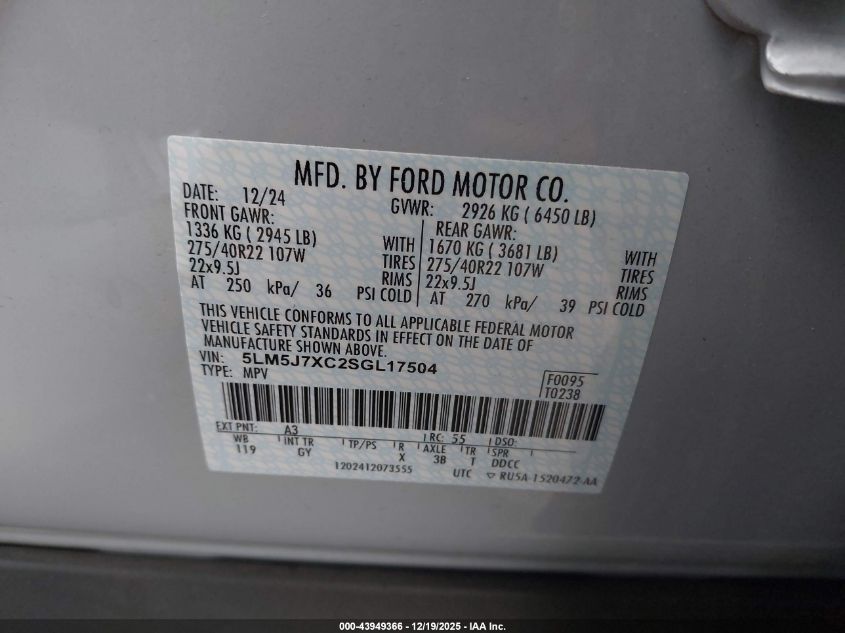 MFD. BY FORD MOTOR CO.
DATE: 12/24 GVWR: 2926 KG ( 6450 LB)
FRONT GAWR: REAR GAWR:
1336 KG ( 2945 LB) WITH 1670 KG ( 3681 LB) WITH
275/40R22 107W TIRES 275/40R22 107W TIRES
22x9.5J RIMS 22x9.5J RIMS
AT 250 kPa/ 36 PSI COLD AT 270 kPa/ 39 PSI COLD
THIS VEHICLE CONFORMS TO ALL APPLICABLE FEDERAL MOTOR
VEHICLE SAFETY STANDARDS IN EFFECT ON THE DATE OF
MANUFACTURE SHOWN ABOVE.
VIN: 5LM5J7XC2SGL17504
TYPE: MPV F0095
T0238
EXT PNT: A3 RC: 55 DSO:
WB INT TR TP/PS R AXLE TR SPR
119 GY X 3B T DDCC
1202412073555 UTC ▽ RU5A-1520472-AA
000-43949366 - 12/19/2025 - IAA Inc.